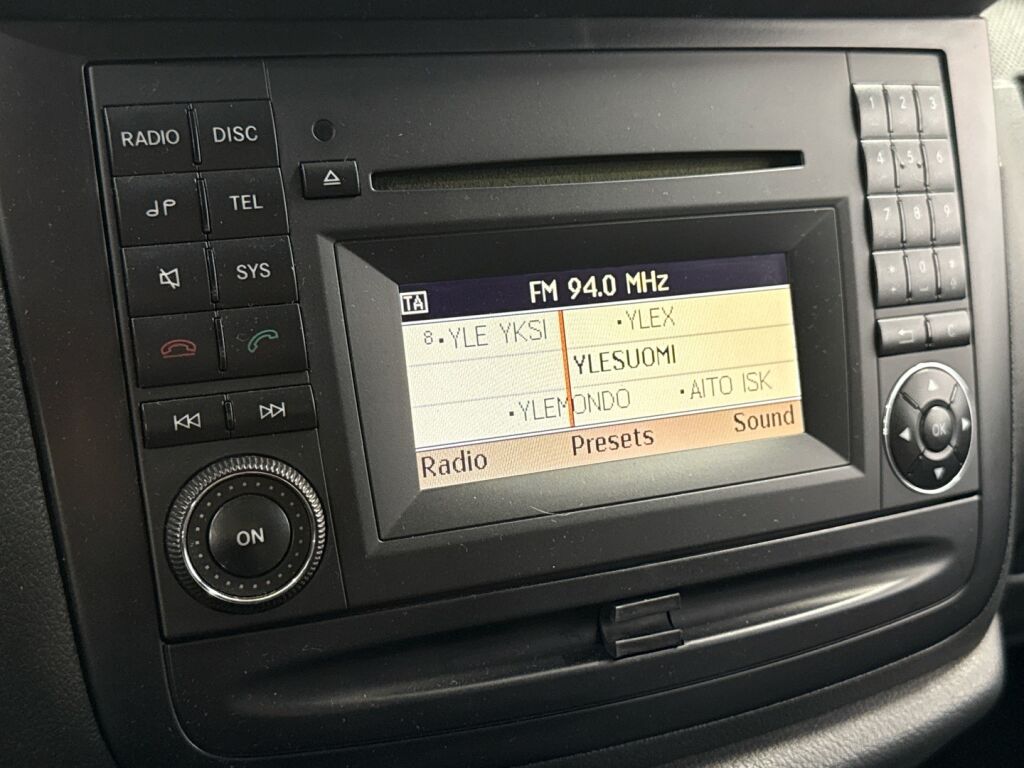 RADIO DISC
TEL
SYS
ON
TA FM 94.0 MHz
8·YLE YKSI ·YLEX
YLESUOMI
·YLEMONDO ·AITO ISK
Radio Presets Sound
1 2 3
4 5 6
7 8 9
* 0 #
C
OK